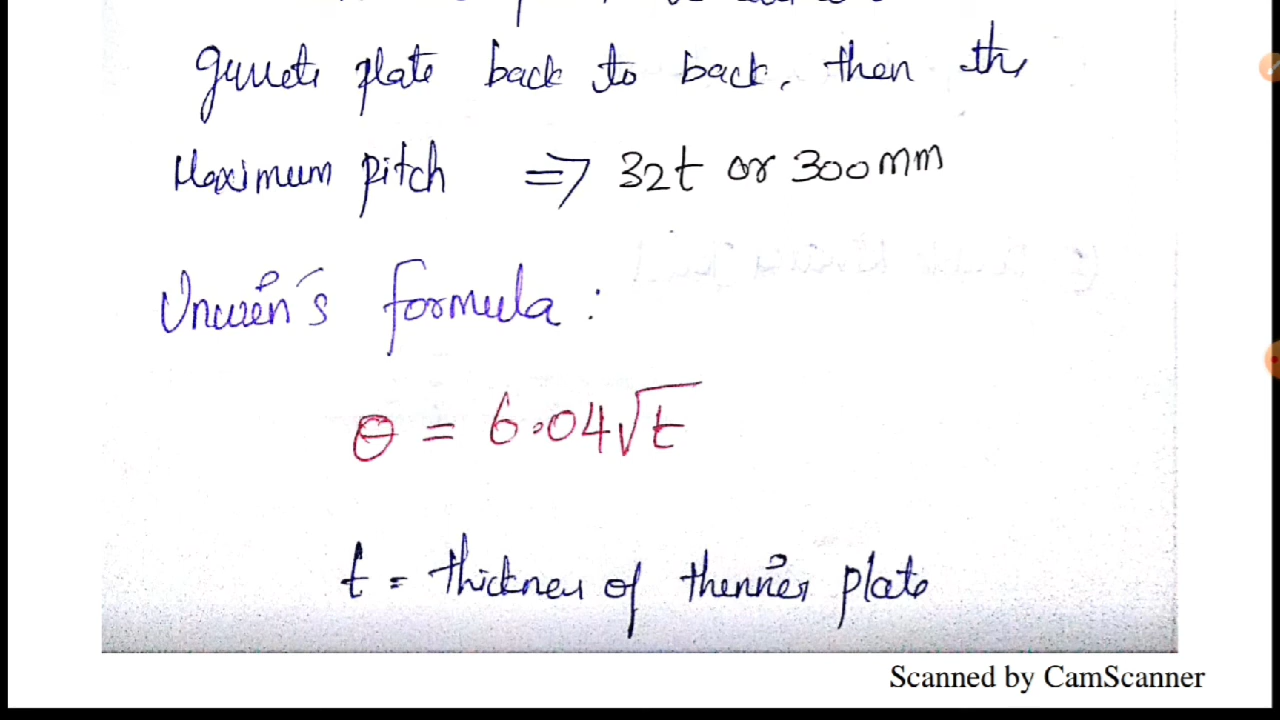 gusset plate back to back, then the
Maximum pitch ⇒ 32t or 300mm
Unwin's formula :
θ = 6.04√t
t = thickness of thinner plate
Scanned by CamScanner